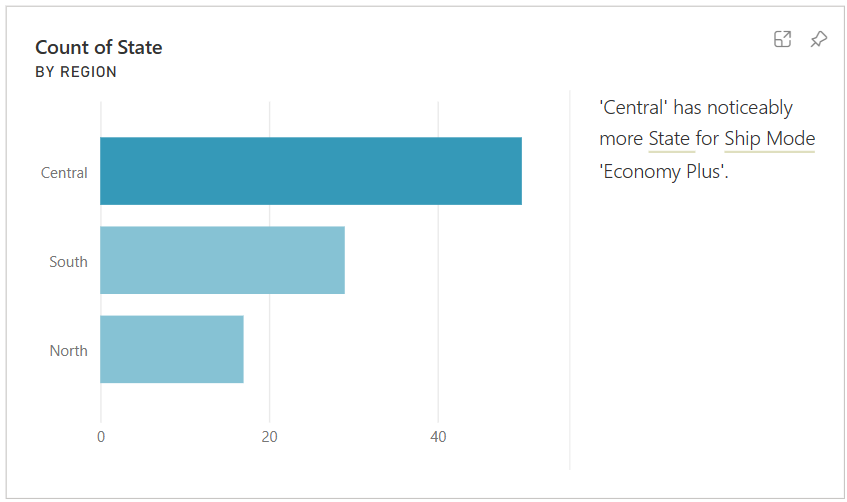 Count of State
BY REGION
'Central' has noticeably
more State for Ship Mode
'Economy Plus'.
Central
South
North
0
20
40